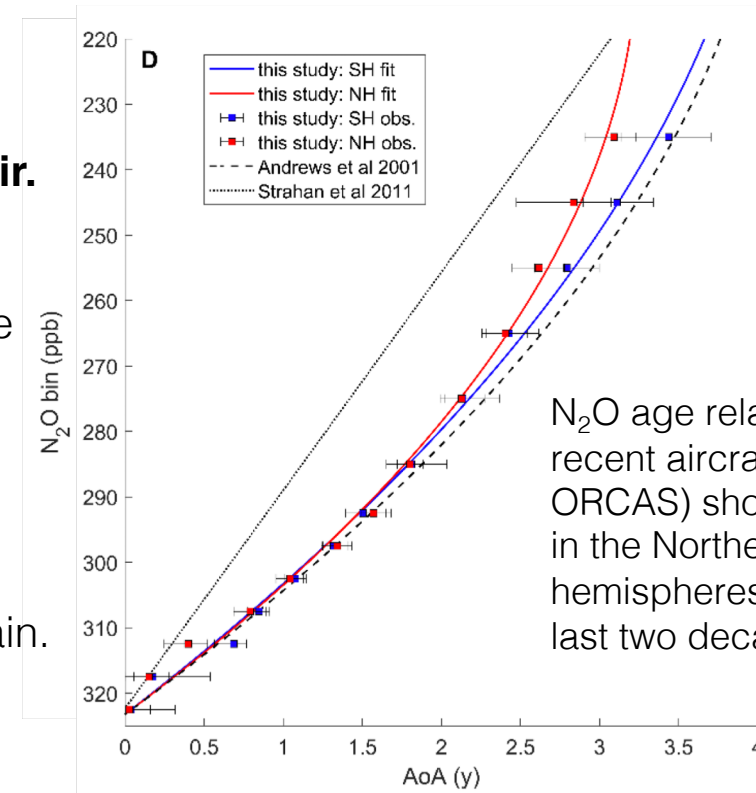 ir.
e
ain.
D
this study: SH fit
this study: NH fit
this study: SH obs.
this study: NH obs.
Andrews et al 2001
Strahan et al 2011
220
230
240
250
260
270
280
290
300
310
320
N₂O bin (ppb)
0 0.5 1 1.5 2 2.5 3 3.5 4
AoA (y)
N₂O age rela
recent aircra
ORCAS) sho
in the Northe
hemispheres
last two deca